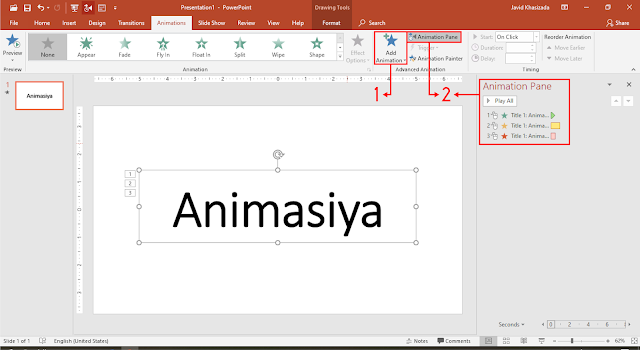 Presentation1 - PowerPoint
Drawing Tools
Javid Khasizada
File Home Insert Design Transitions Animations Slide Show Review View Format Search Share
Preview
None Appear Fade Fly In Float In Split Wipe Shape
Effect Options
Add Animation
Animation Pane
Trigger
Animation Painter
Start: On Click
Duration:
Delay:
Reorder Animation
Move Earlier
Move Later
Preview Animation Advanced Animation Timing
1 2
1
Animasiya
1
2
3
Animasiya
Animation Pane
Play All
1 Title 1: Anima...
2 Title 1: Anima...
3 Title 1: Anima...
Seconds 0 2 4 6
Slide 1 of 1 English (United States) Notes Comments 62%